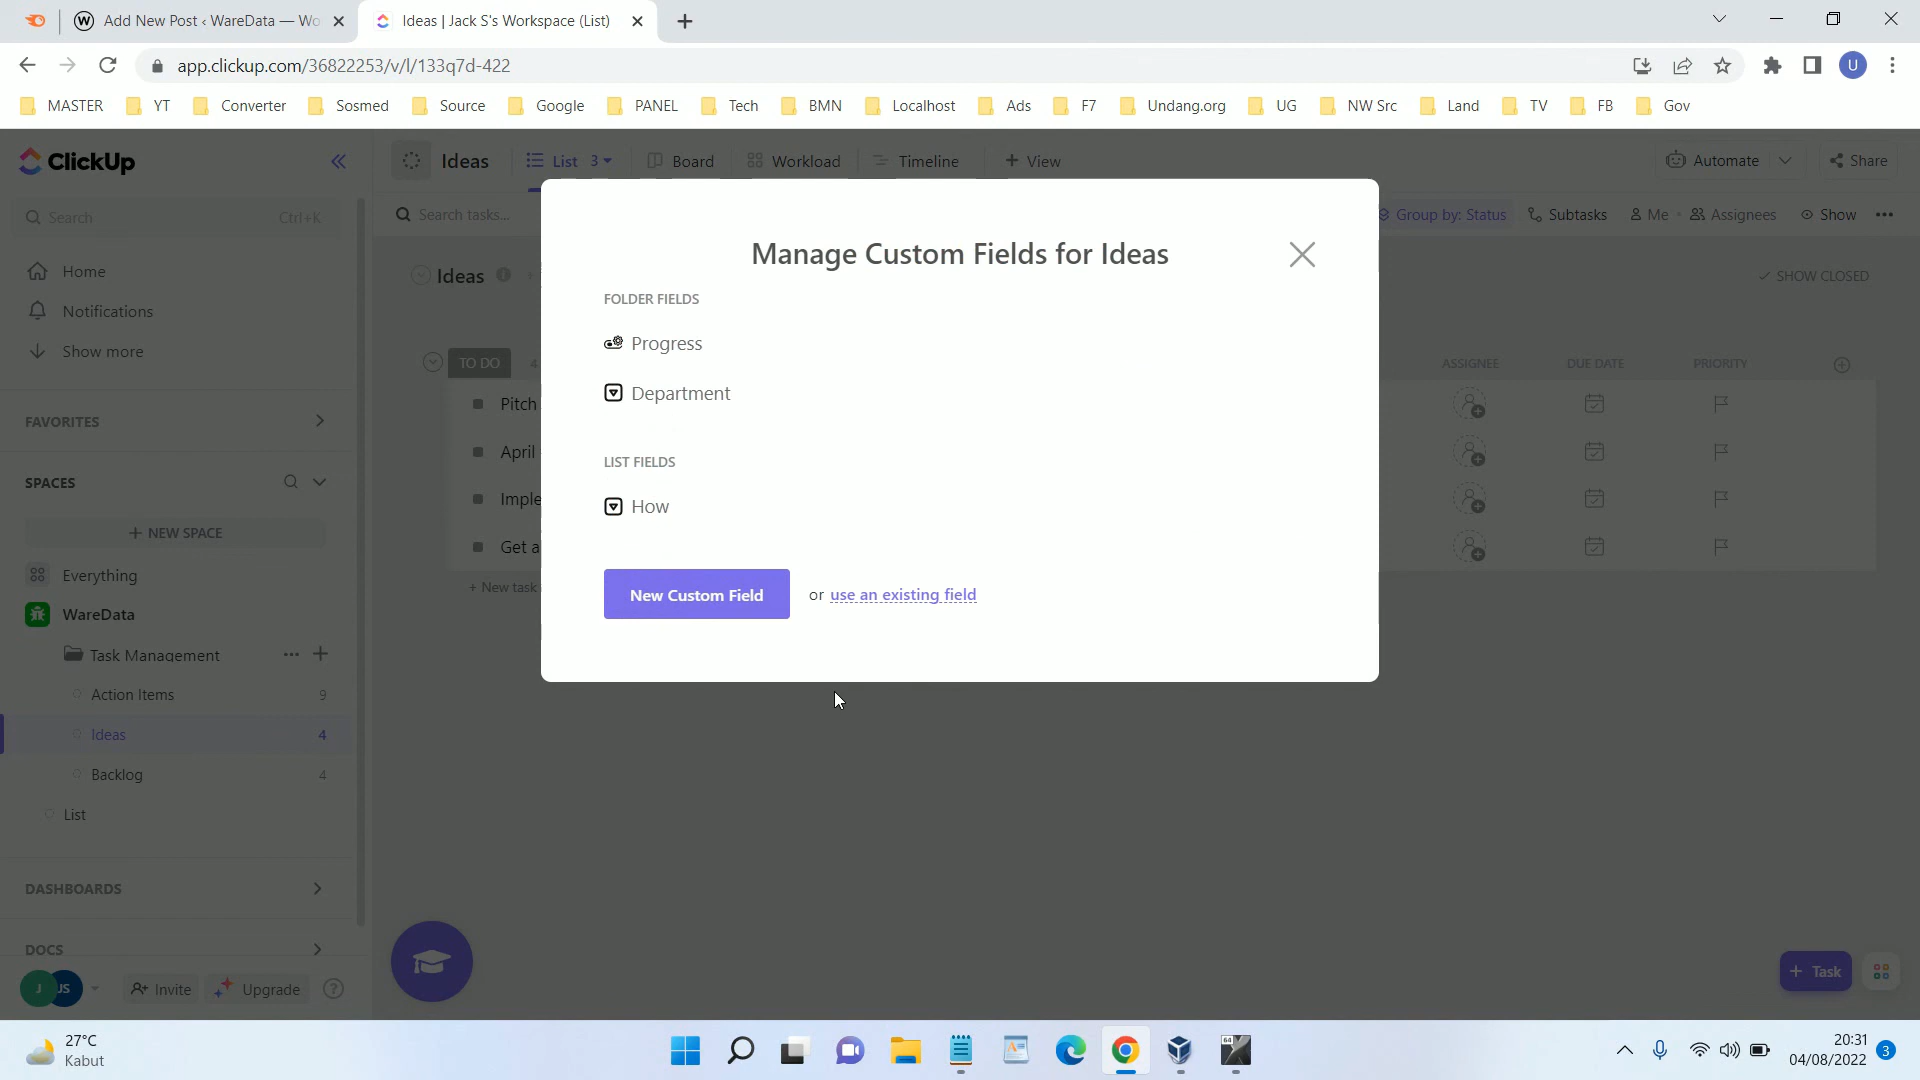 Add New Post ‹ WareData — Wo
Ideas | Jack S's Workspace (List)
app.clickup.com/36822253/v/l/133q7d-422
U
MASTER YT Converter Sosmed Source Google PANEL Tech BMN Localhost Ads F7 Undang.org UG NW Src Land TV FB Gov
ClickUp
Ideas List 3 Board Workload Timeline + View Automate Share
Search Ctrl+K
Search tasks... Group by: Status Subtasks Me Assignees Show
Home
Notifications
Show more
Ideas SHOW CLOSED
TO DO 4 ASSIGNEE DUE DATE PRIORITY
Pitch
April
Imple
Get a
+ New task
Manage Custom Fields for Ideas
FOLDER FIELDS
Progress
Department
LIST FIELDS
How
New Custom Field or use an existing field
FAVORITES
SPACES
+ NEW SPACE
Everything
WareData
Task Management
Action Items 9
Ideas 4
Backlog 4
List
DASHBOARDS
DOCS
J JS Invite Upgrade ?
+ Task
27°C
Kabut
64
20:31
04/08/2022 3